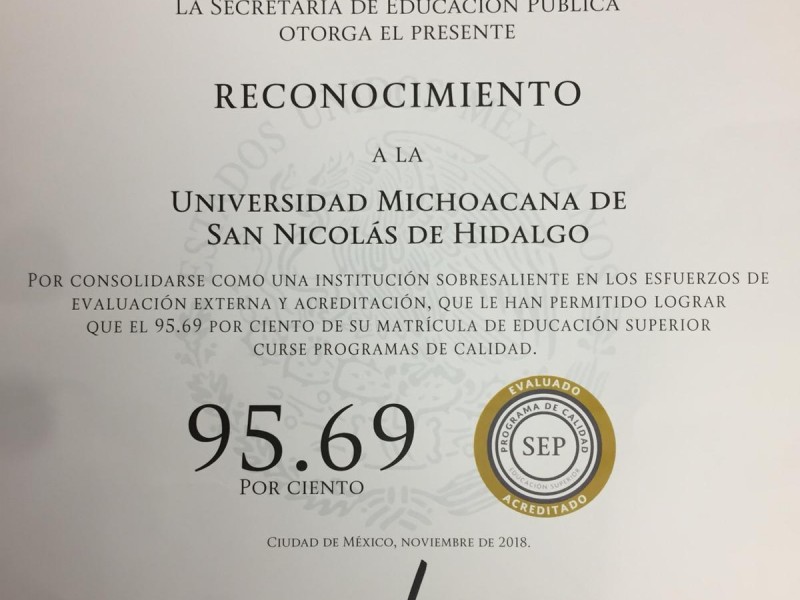 LA SECRETARÍA DE EDUCACIÓN PÚBLICA
OTORGA EL PRESENTE
RECONOCIMIENTO
A LA
UNIVERSIDAD MICHOACANA DE
SAN NICOLÁS DE HIDALGO
POR CONSOLIDARSE COMO UNA INSTITUCIÓN SOBRESALIENTE EN LOS ESFUERZOS DE
EVALUACIÓN EXTERNA Y ACREDITACIÓN, QUE LE HAN PERMITIDO LOGRAR
QUE EL 95.69 POR CIENTO DE SU MATRÍCULA DE EDUCACIÓN SUPERIOR
CURSE PROGRAMAS DE CALIDAD.
95.69
POR CIENTO
EVALUADO
PROGRAMA DE CALIDAD
SEP
EDUCACIÓN SUPERIOR
ACREDITADO
CIUDAD DE MÉXICO, NOVIEMBRE DE 2018.
ESTADOS UNIDOS MEXICANOS